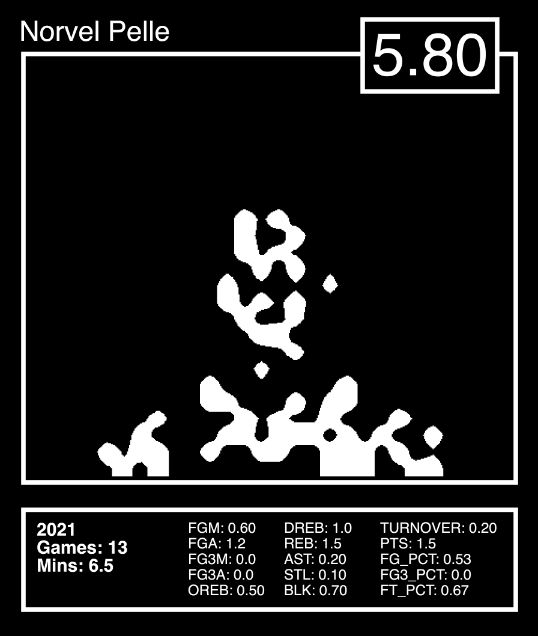 Norvel Pelle
5.80
2021
Games: 13
Mins: 6.5
FGM: 0.60
FGA: 1.2
FG3M: 0.0
FG3A: 0.0
OREB: 0.50
DREB: 1.0
REB: 1.5
AST: 0.20
STL: 0.10
BLK: 0.70
TURNOVER: 0.20
PTS: 1.5
FG_PCT: 0.53
FG3_PCT: 0.0
FT_PCT: 0.67